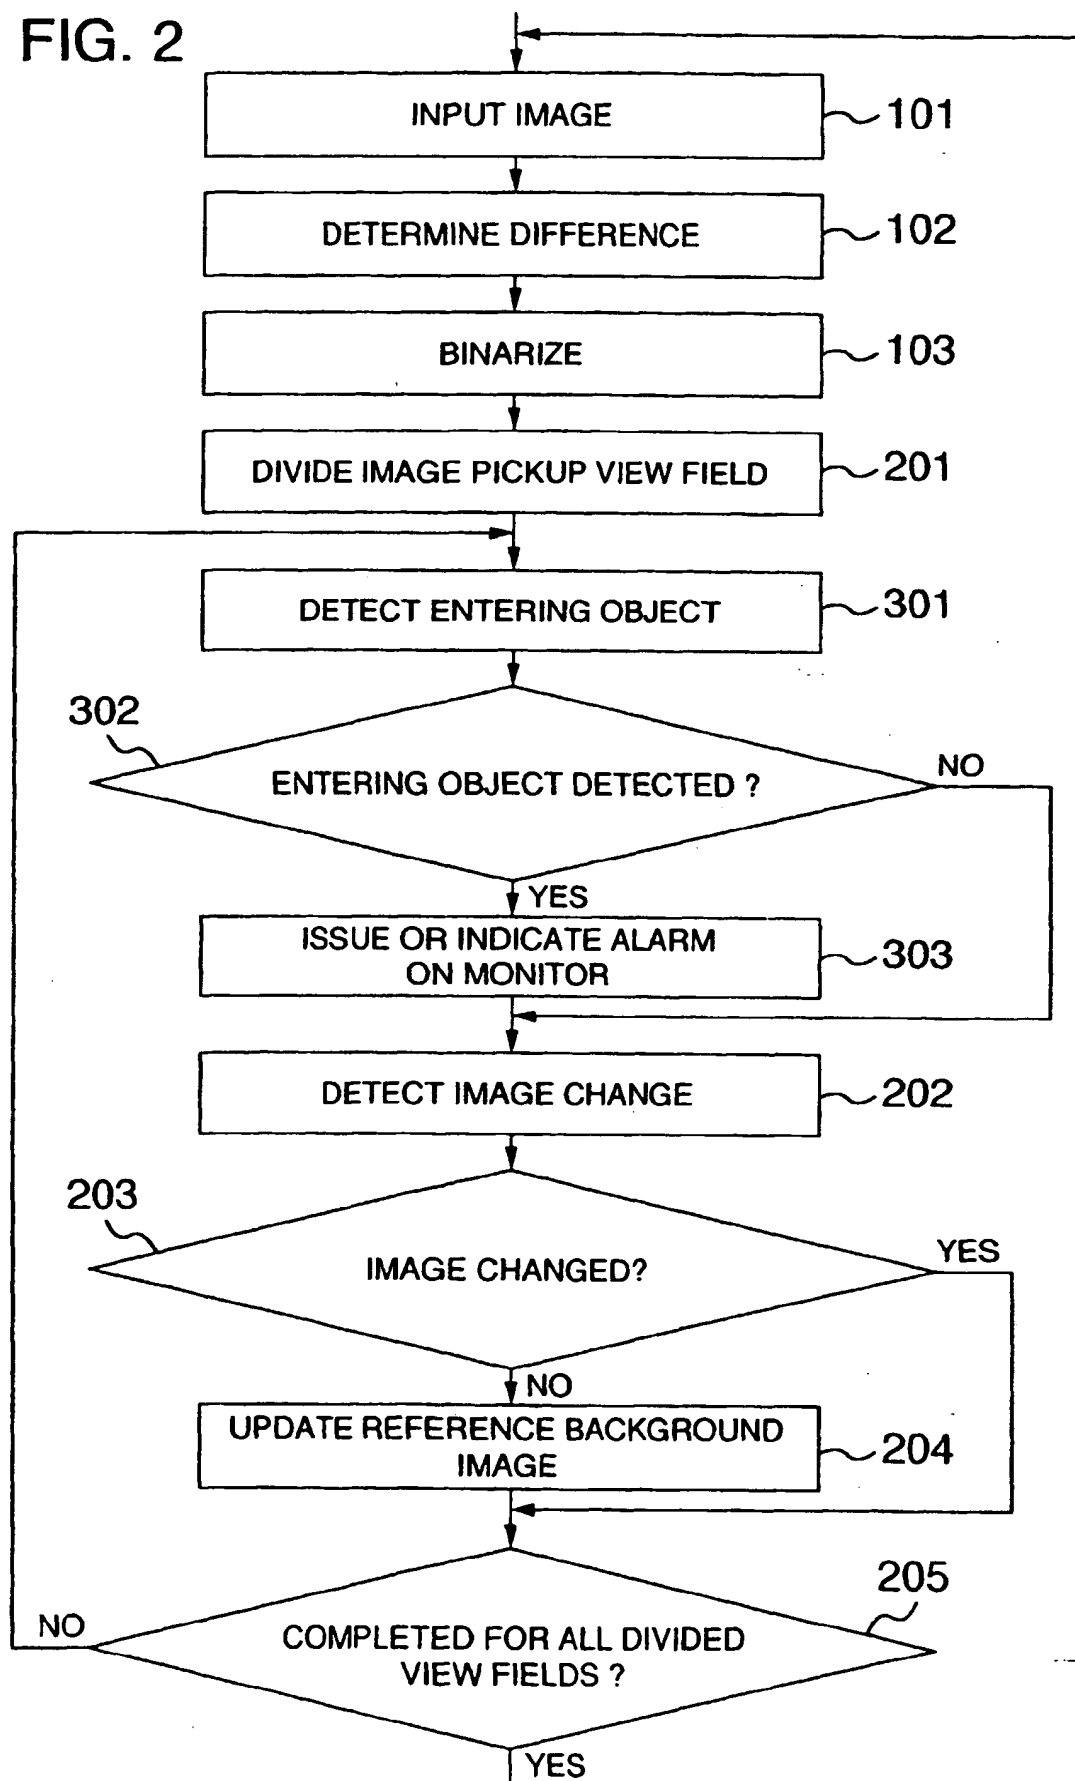 FIG. 2
INPUT IMAGE
101
DETERMINE DIFFERENCE
102
BINARIZE
103
DIVIDE IMAGE PICKUP VIEW FIELD
201
DETECT ENTERING OBJECT
301
302
ENTERING OBJECT DETECTED ?
NO
YES
ISSUE OR INDICATE ALARM
ON MONITOR
303
DETECT IMAGE CHANGE
202
203
IMAGE CHANGED?
YES
NO
UPDATE REFERENCE BACKGROUND
IMAGE
204
205
NO
COMPLETED FOR ALL DIVIDED
VIEW FIELDS ?
YES